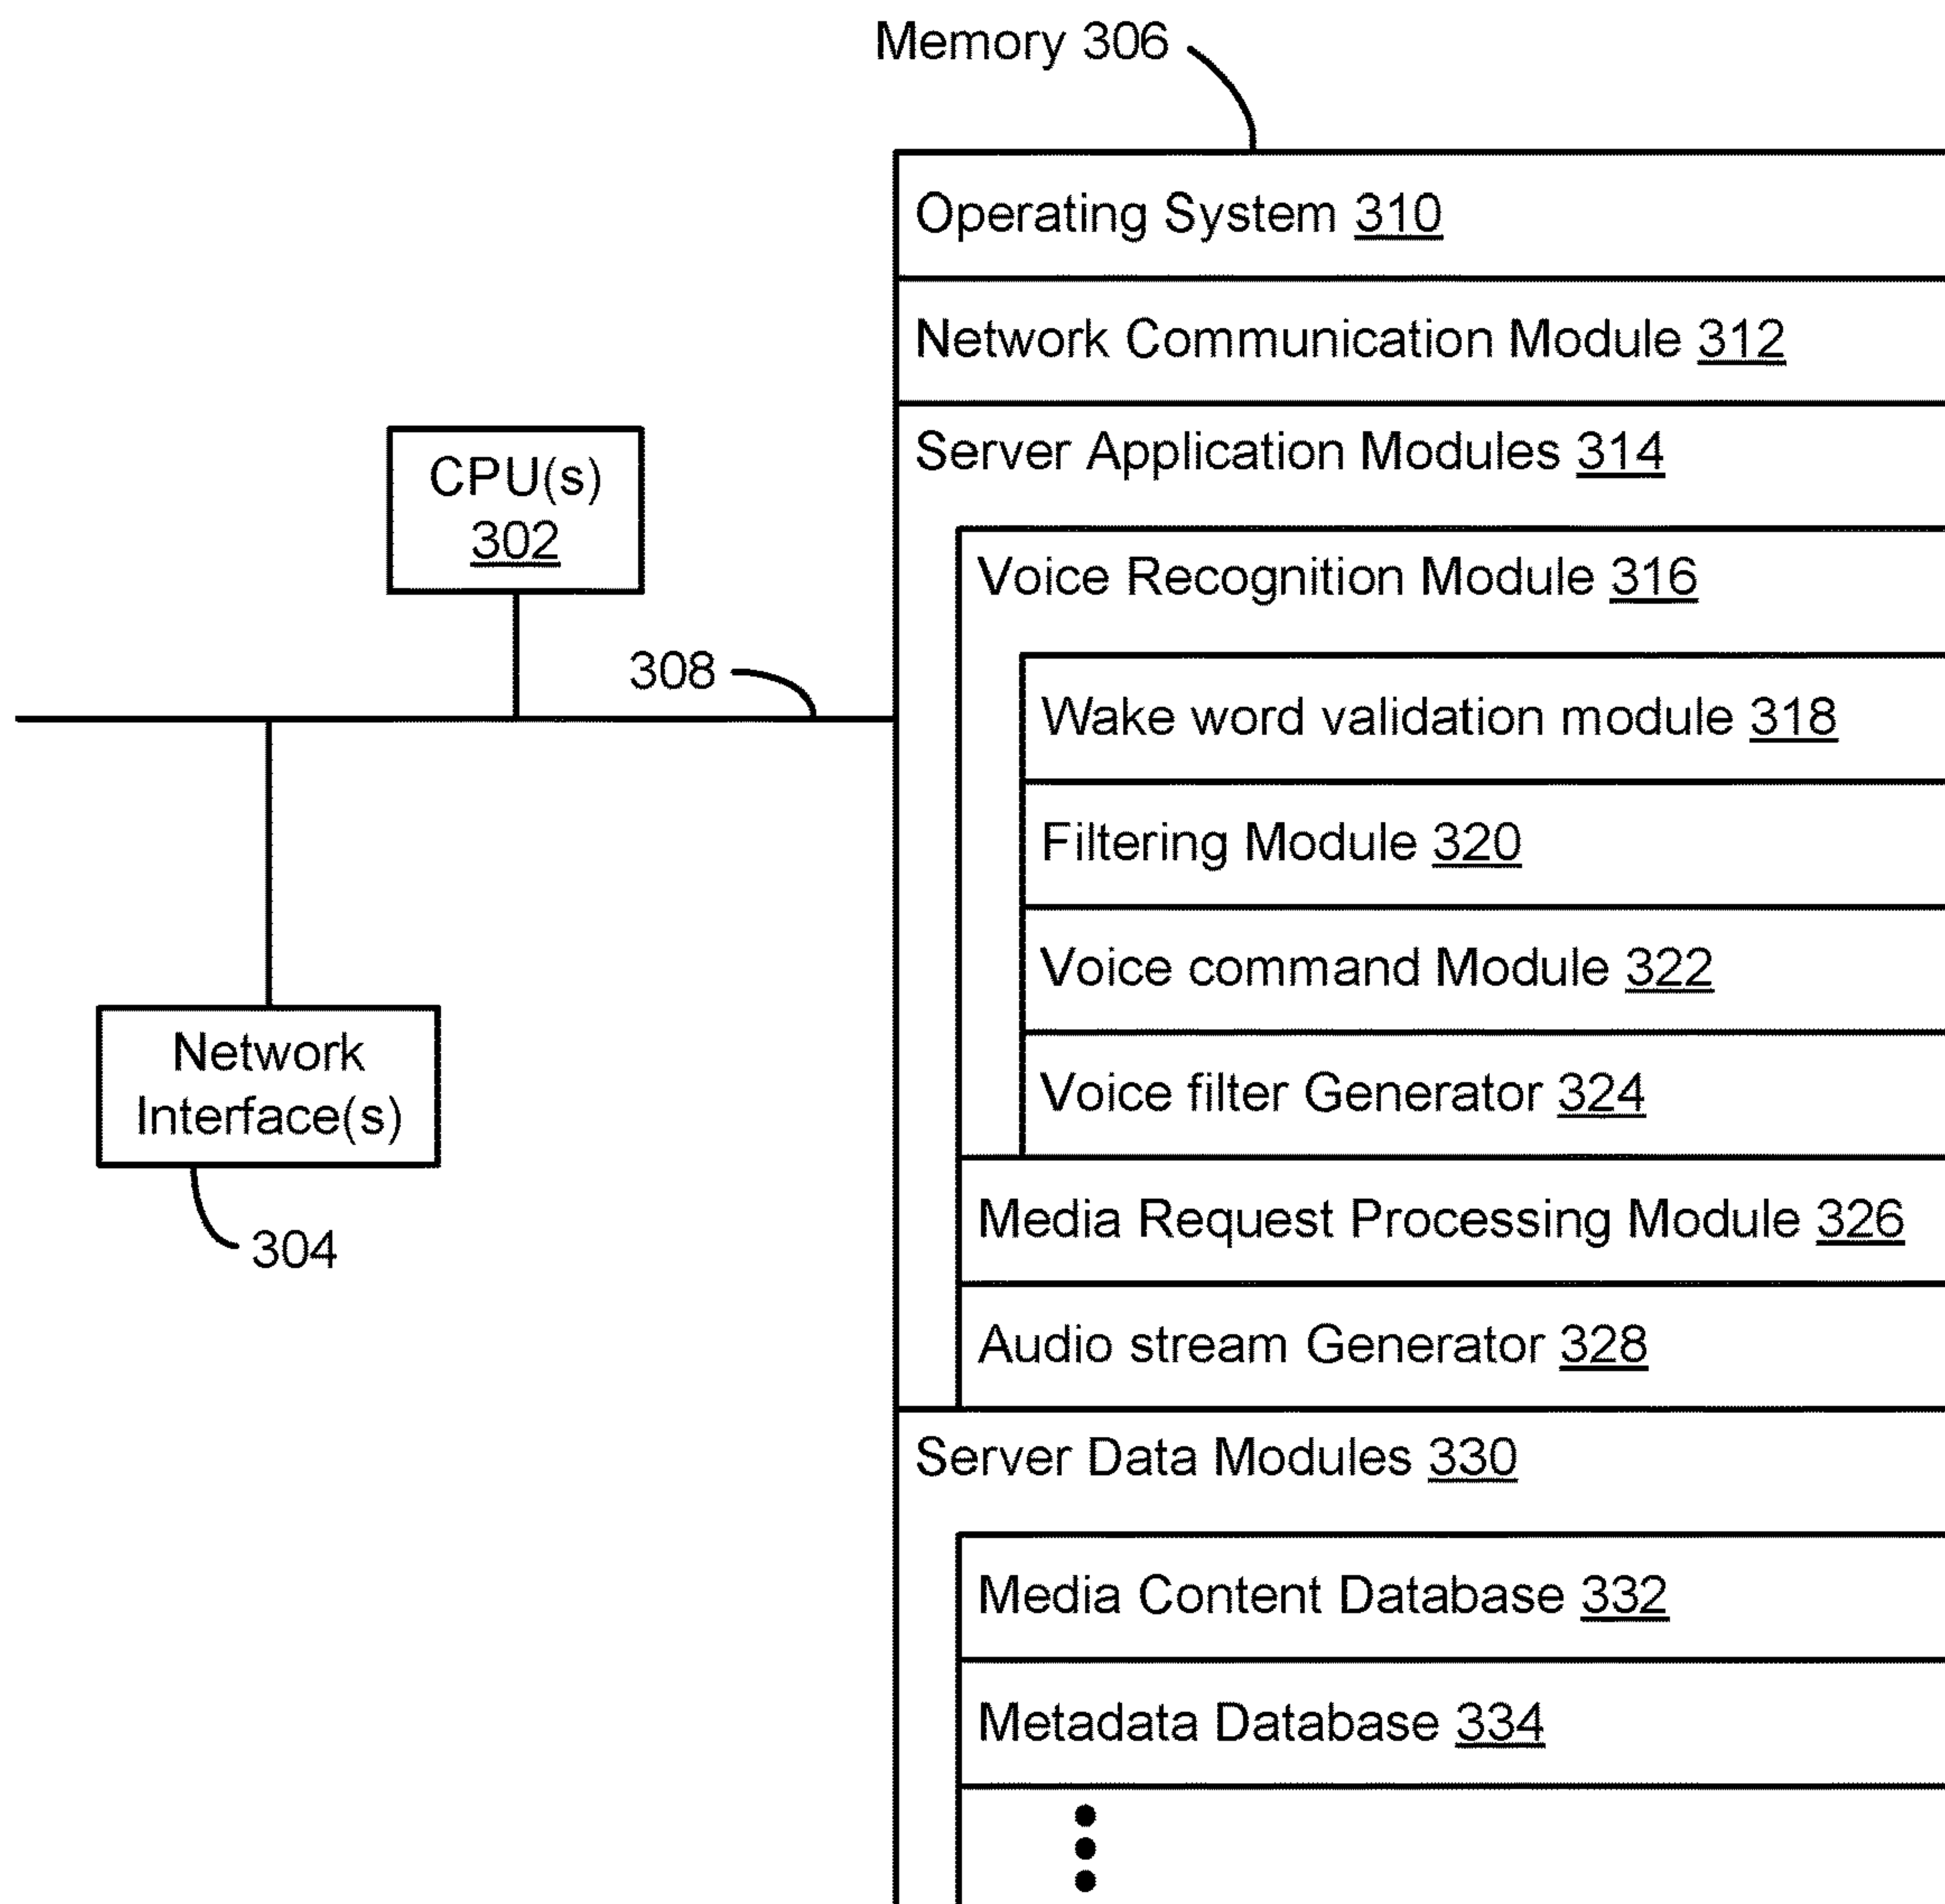 Memory 306
Operating System 310
Network Communication Module 312
Server Application Modules 314
CPU(s)
302
Voice Recognition Module 316
308
Wake word validation module 318
Filtering Module 320
Voice command Module 322
Network
Interface(s)
Voice filter Generator 324
304
Media Request Processing Module 326
Audio stream Generator 328
Server Data Modules 330
Media Content Database 332
Metadata Database 334